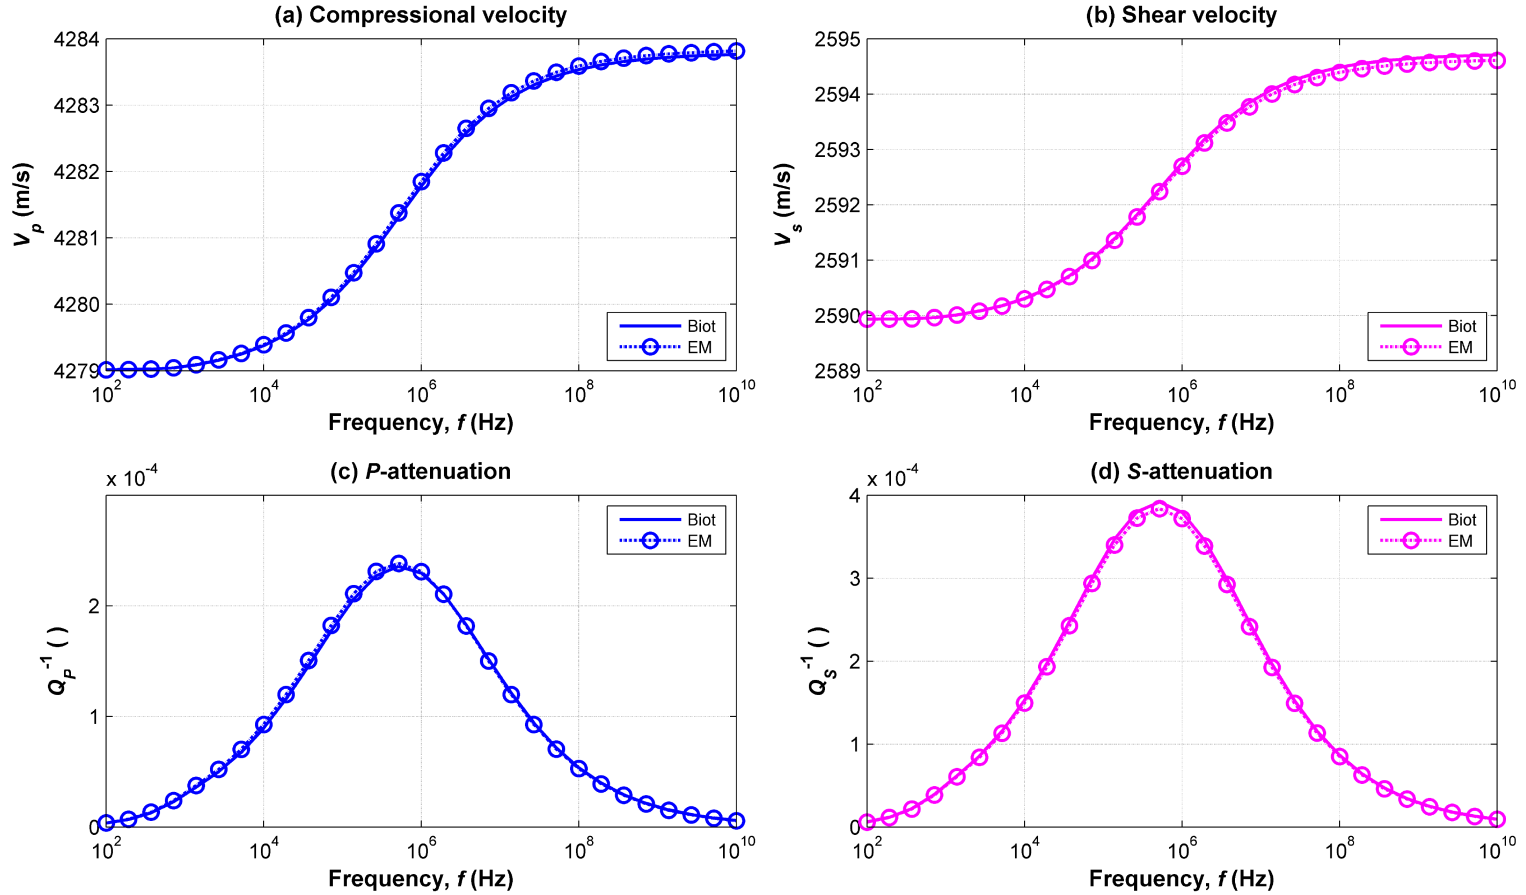 (a) Compressional velocity
4284
4283
4282
4281
4280
4279
V_p (m/s)
10^2
10^4
10^6
10^8
10^10
Frequency, f (Hz)
Biot
EM
(b) Shear velocity
2595
2594
2593
2592
2591
2590
2589
V_s (m/s)
10^2
10^4
10^6
10^8
10^10
Frequency, f (Hz)
Biot
EM
(c) P-attenuation
x 10^-4
2
1
0
Q_P^-1 ( )
10^2
10^4
10^6
10^8
10^10
Frequency, f (Hz)
Biot
EM
(d) S-attenuation
x 10^-4
4
3
2
1
0
Q_S^-1 ( )
10^2
10^4
10^6
10^8
10^10
Frequency, f (Hz)
Biot
EM